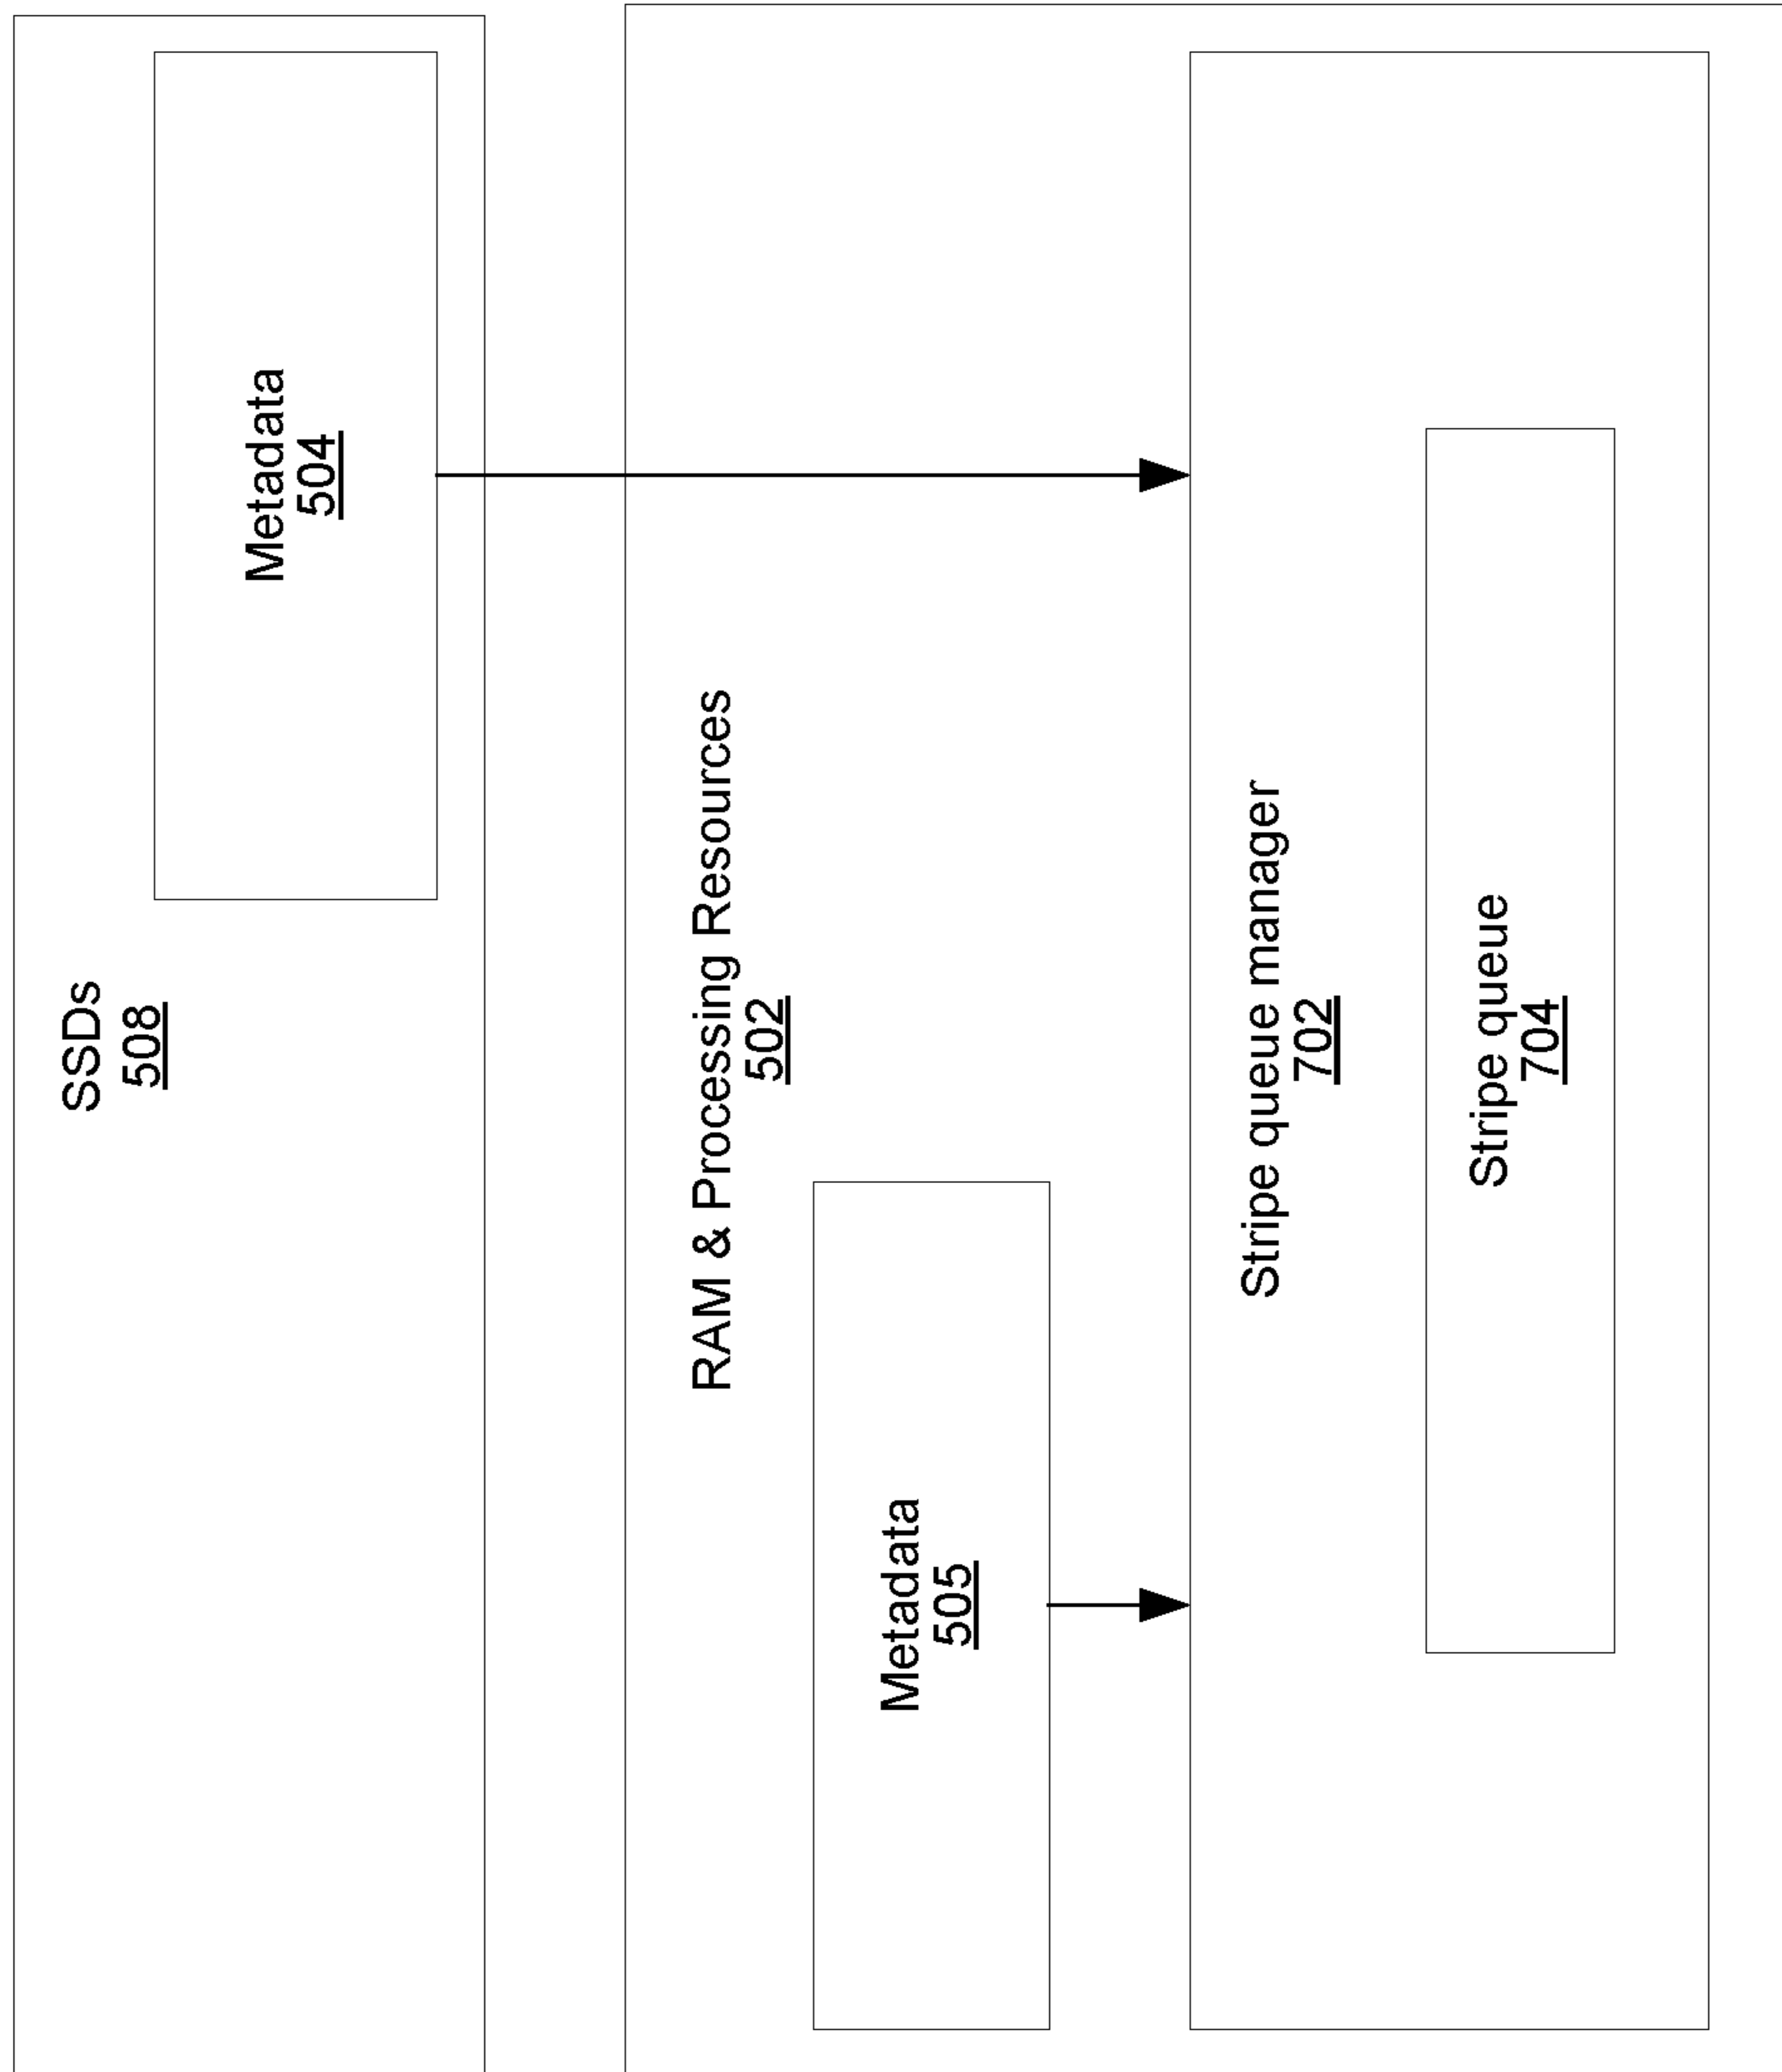 SSDs
508
Metadata
504
RAM & Processing Resources
502
Metadata
505
Stripe queue manager
702
Stripe queue
704